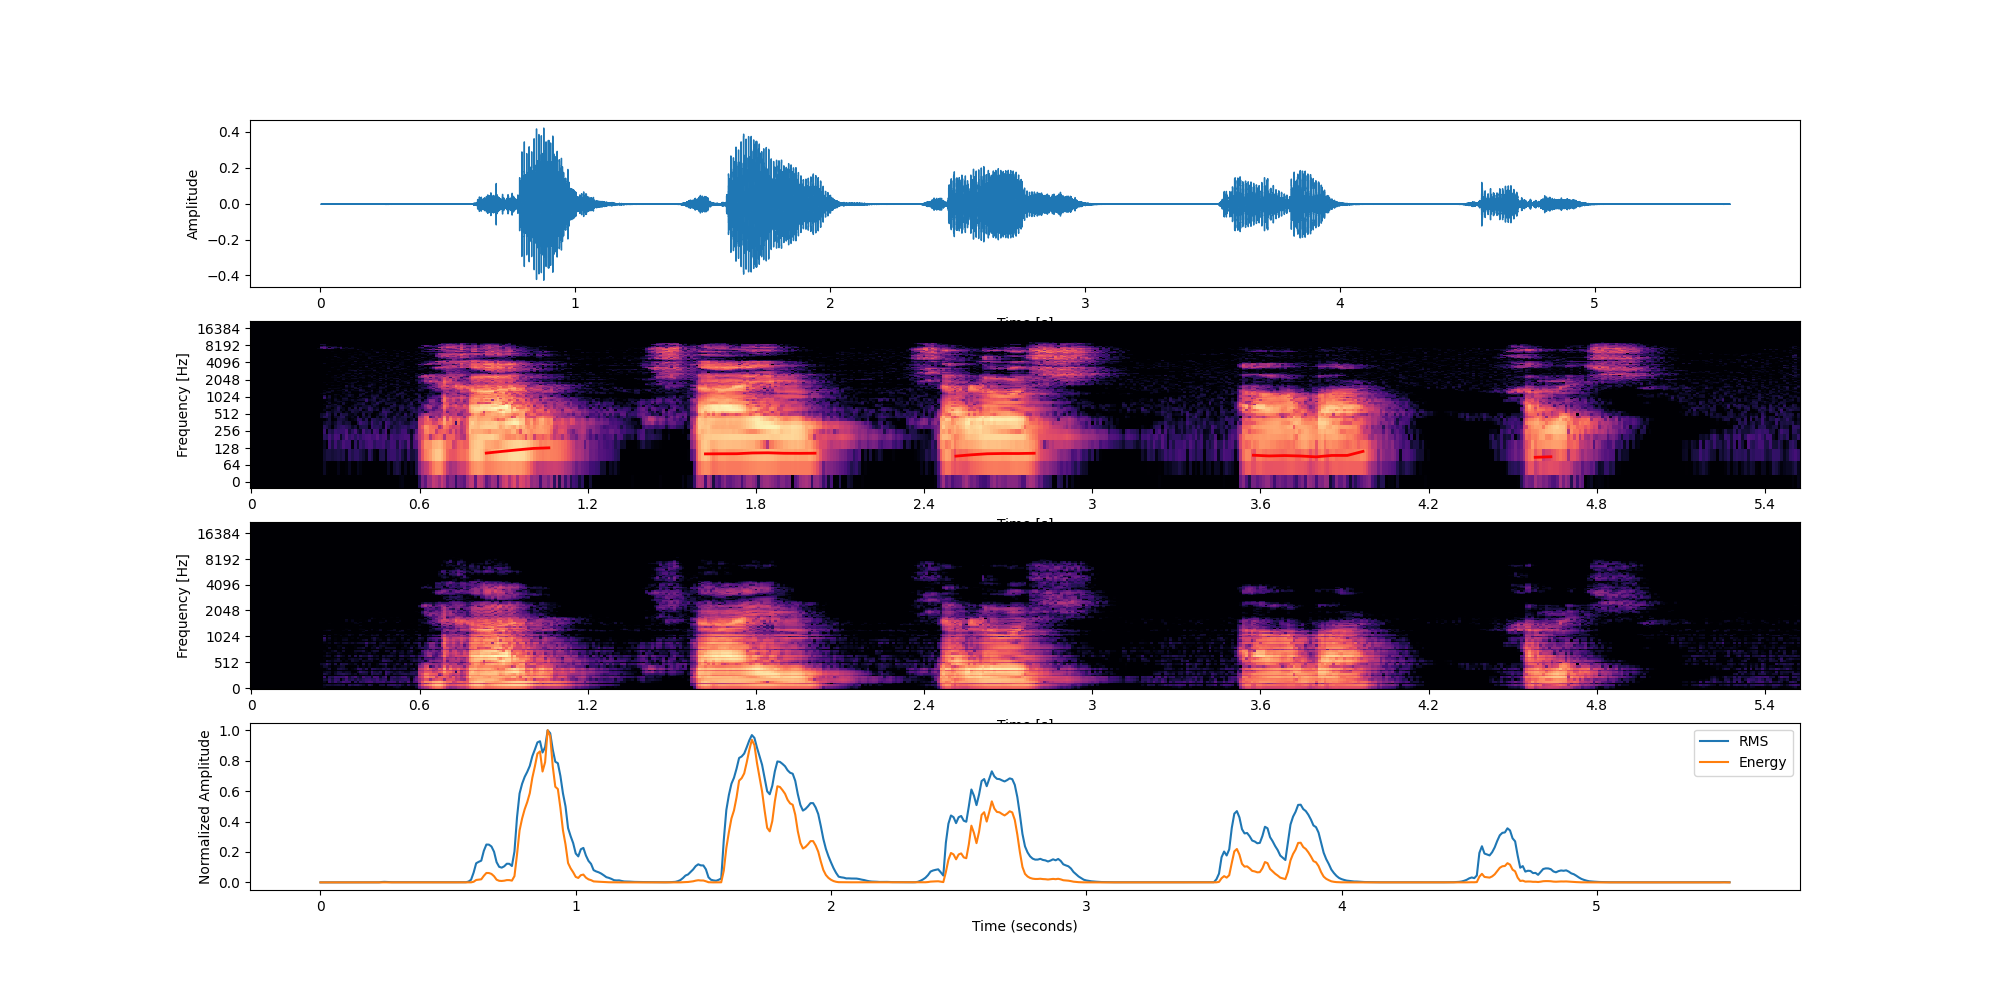 0.4
0.2
0.0
−0.2
−0.4
Amplitude
0 1 2 3 4 5
Time [s]
16384
8192
4096
2048
1024
512
256
128
64
0
Frequency [Hz]
0 0.6 1.2 1.8 2.4 3 3.6 4.2 4.8 5.4
Time [s]
16384
8192
4096
2048
1024
512
0
Frequency [Hz]
0 0.6 1.2 1.8 2.4 3 3.6 4.2 4.8 5.4
Time [s]
1.0
0.8
0.6
0.4
0.2
0.0
Normalized Amplitude
RMS
Energy
0 1 2 3 4 5
Time (seconds)